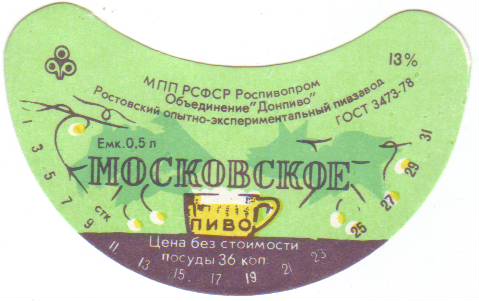 13%
МПП РСФСР Роспивопром
Объединение "Донпиво"
Ростовский опытно-экспериментальный пивзавод
ГОСТ 3473-78
Емк.0,5 л
МОСКОВСКОЕ
ПИВО
Цена без стоимости
посуды 36 коп.
стк
1 3 5 7 9 11 13 15 17 19 21 23 25 27 29 31